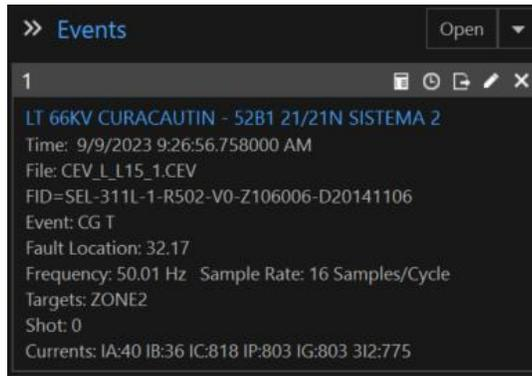 Events
Open
1
LT 66KV CURACAUTIN - 52B1 21/21N SISTEMA 2
Time: 9/9/2023 9:26:56.758000 AM
File: CEV_L_L15_1.CEV
FID=SEL-311L-1-R502-V0-Z106006-D20141106
Event: CG T
Fault Location: 32.17
Frequency: 50.01 Hz Sample Rate: 16 Samples/Cycle
Targets: ZONE2
Shot: 0
Currents: IA:40 IB:36 IC:818 IP:803 IG:803 3I2:775